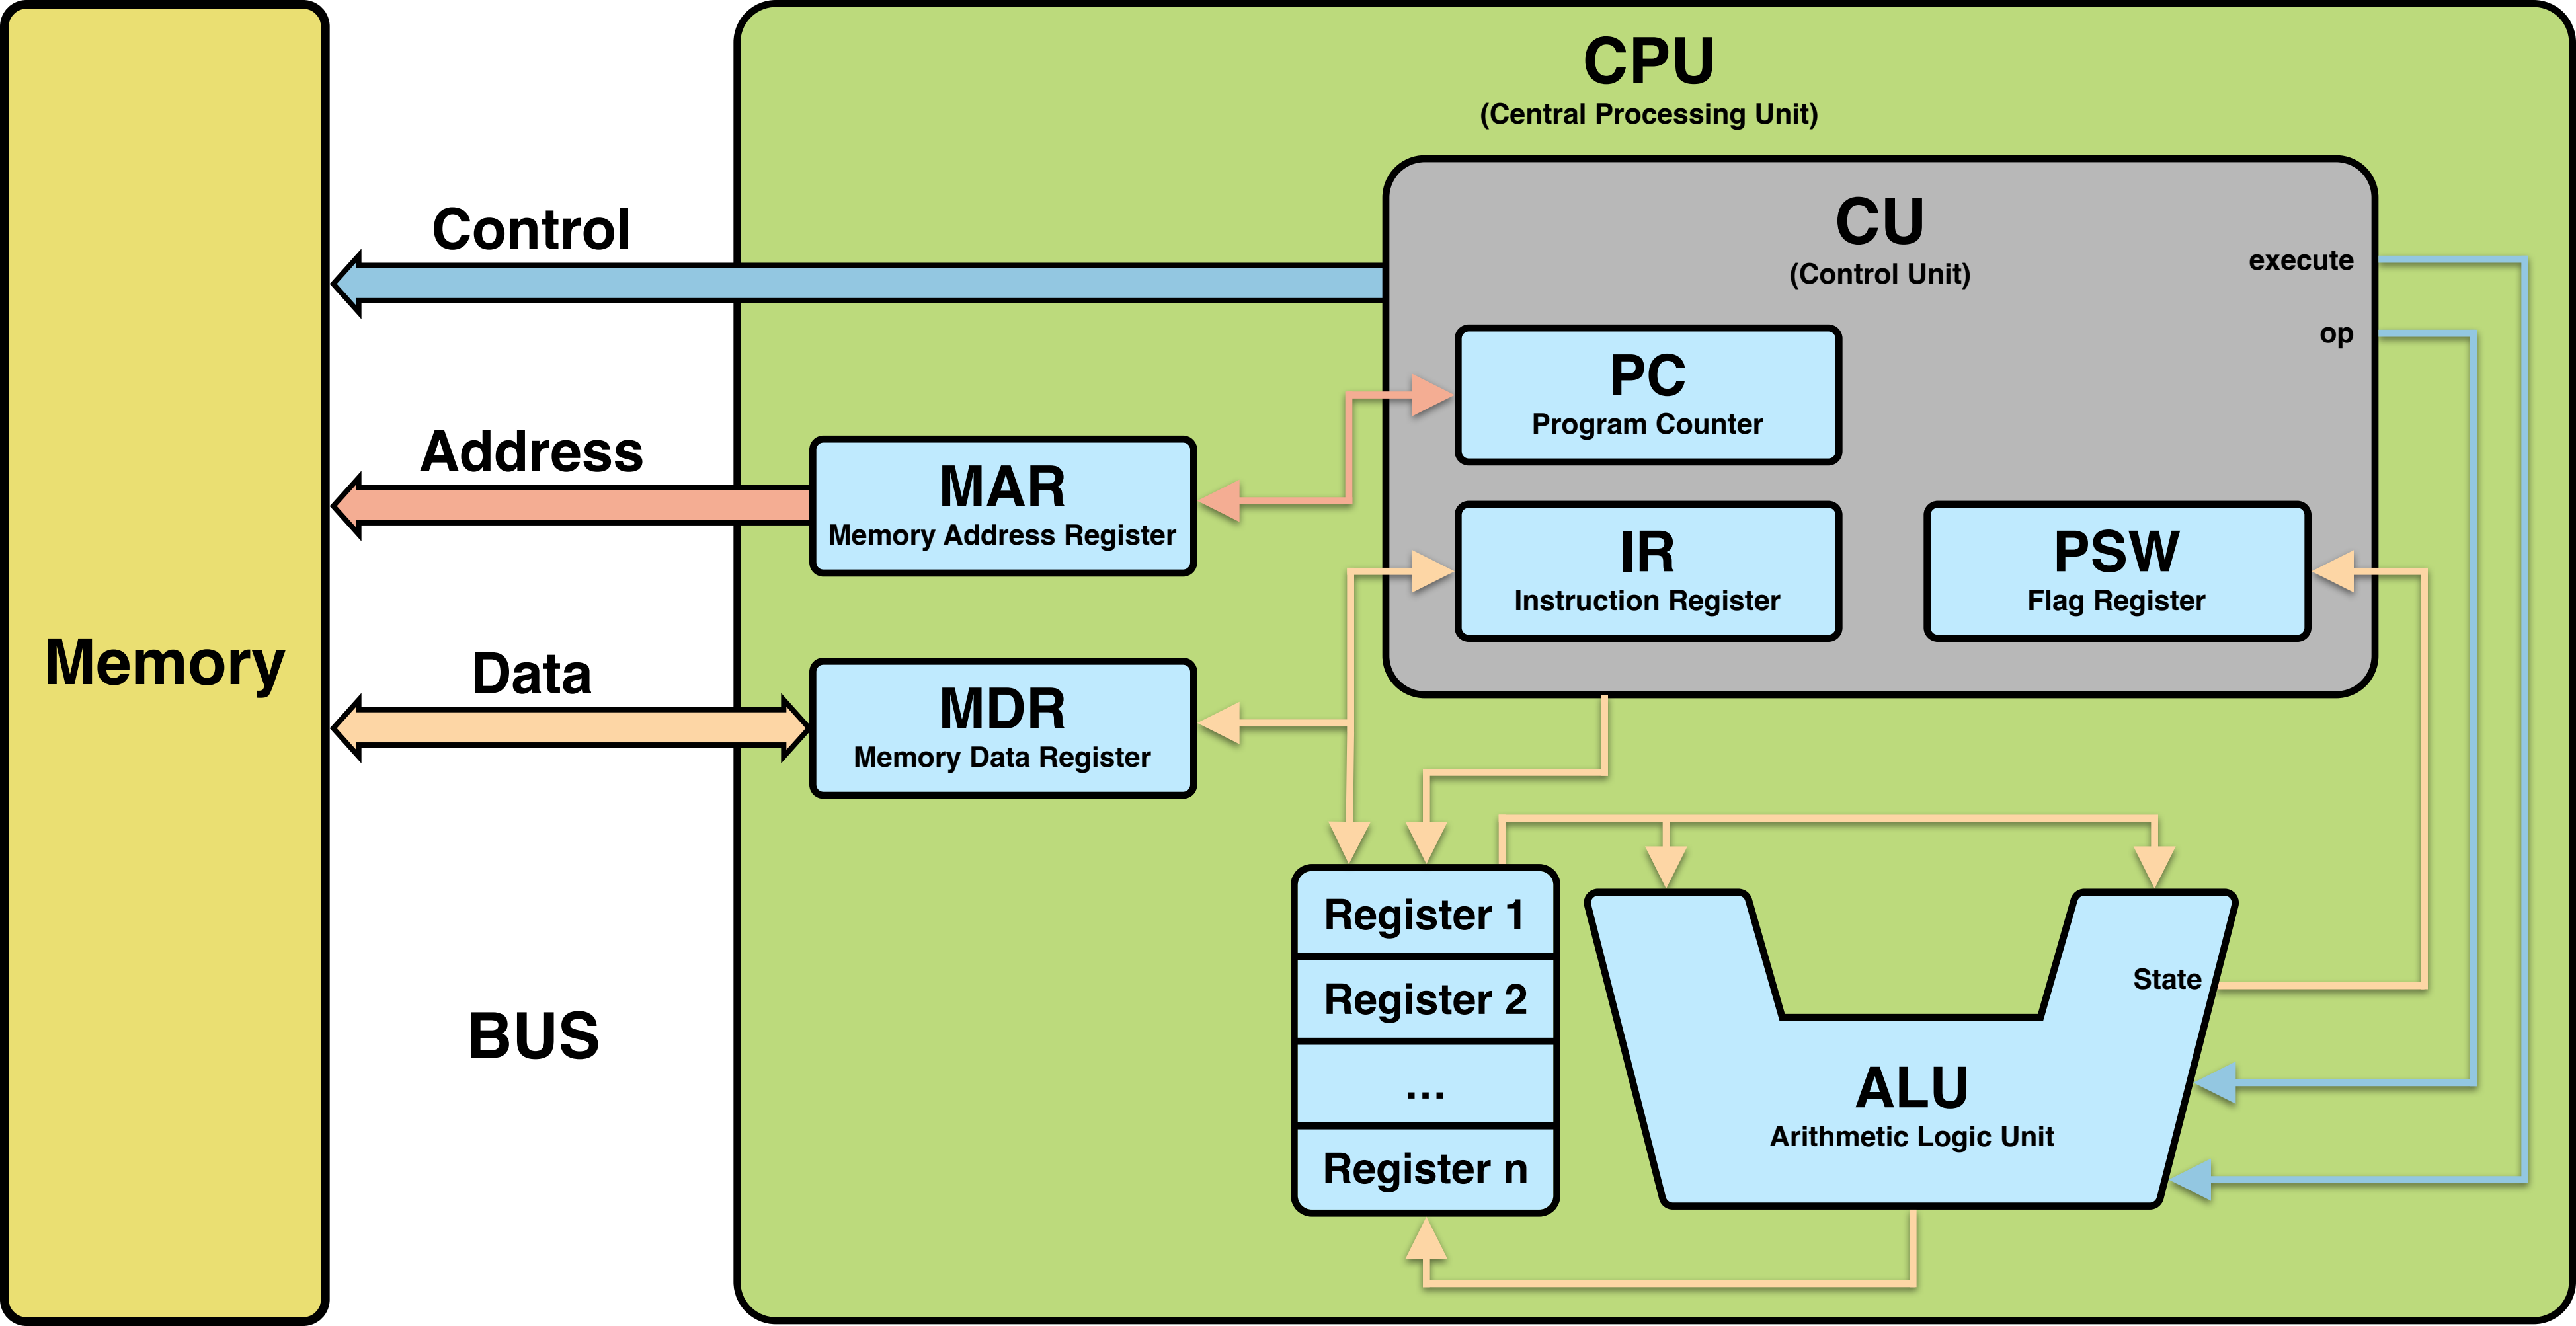 CPU
(Central Processing Unit)
Control
CU
(Control Unit)
execute
op
PC
Program Counter
Address
MAR
Memory Address Register
IR
Instruction Register
PSW
Flag Register
Memory
Data
MDR
Memory Data Register
Register 1
Register 2
...
Register n
State
BUS
ALU
Arithmetic Logic Unit